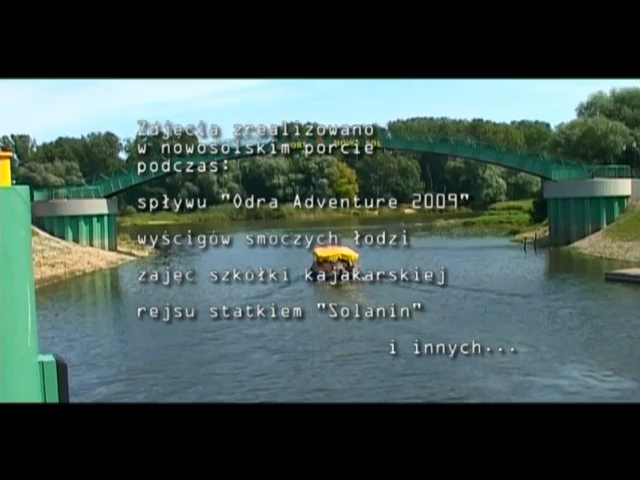 Zdjęcia zrealizowano
w nowosolskim porcie
podczas:
spływu "Odra Adventure 2009"
wyścigów smoczych łodzi
zajęć szkółki kajakarskiej
rejsu statkiem "Solanin"
i innych...